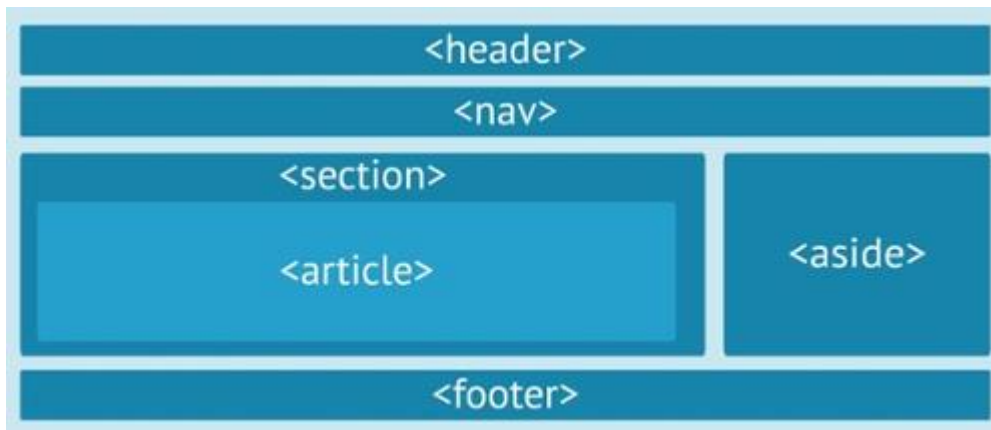 <header>
<nav>
<section>
<article>
<aside>
<footer>